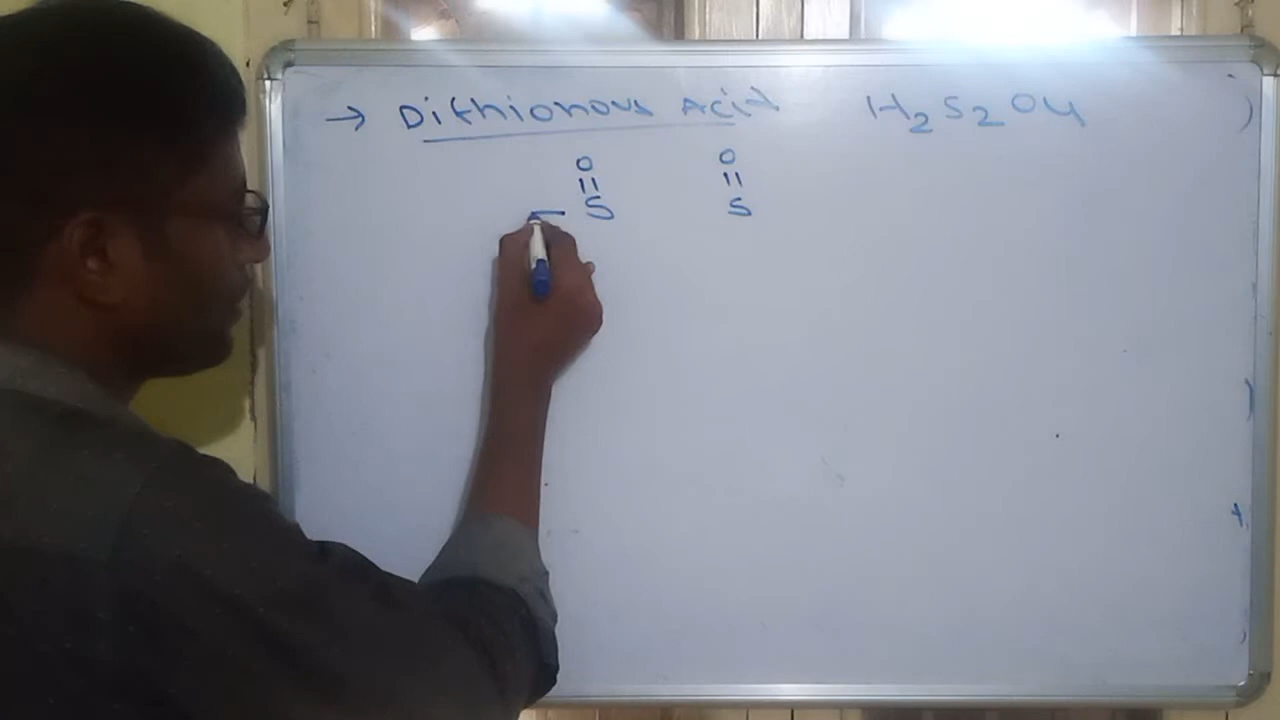 → Dithionous Acid H₂S₂O₄
O O
|| ||
— S S